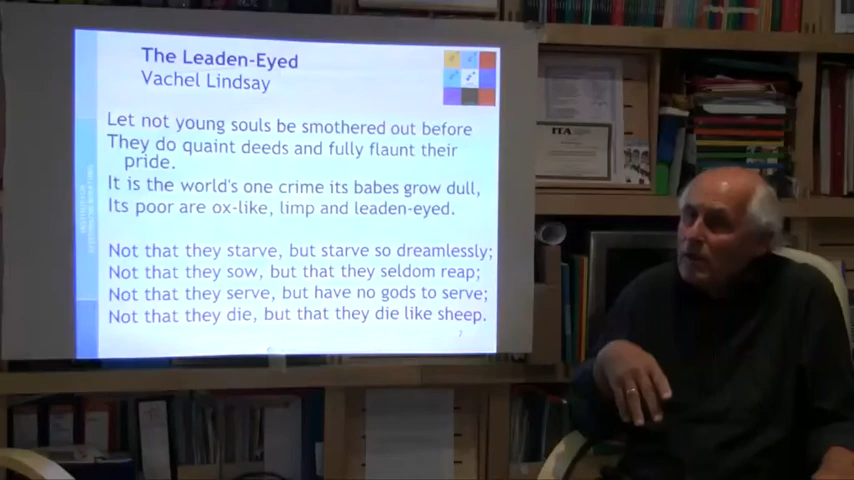 The Leaden-Eyed
Vachel Lindsay
Let not young souls be smothered out before
They do quaint deeds and fully flaunt their
pride.
It is the world's one crime its babes grow dull,
Its poor are ox-like, limp and leaden-eyed.
Not that they starve, but starve so dreamlessly;
Not that they sow, but that they seldom reap;
Not that they serve, but have no gods to serve;
Not that they die, but that they die like sheep.
7
ITA